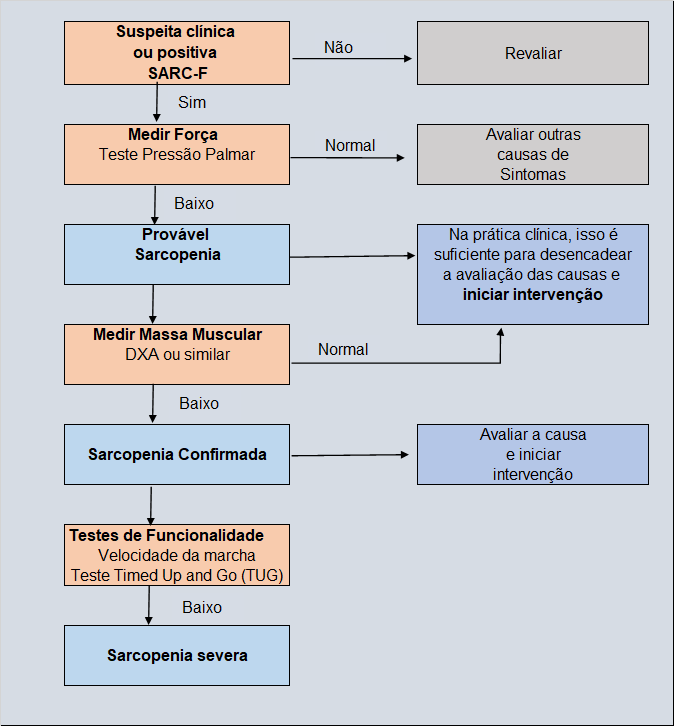 Suspeita clínica
ou positiva
SARC-F
Não
Revaliar
Sim
Medir Força
Teste Pressão Palmar
Normal
Avaliar outras
causas de
Sintomas
Baixo
Provável
Sarcopenia
Na prática clínica, isso é
suficiente para desencadear
a avaliação das causas e
iniciar intervenção
Medir Massa Muscular
DXA ou similar
Normal
Baixo
Sarcopenia Confirmada
Avaliar a causa
e iniciar
intervenção
Testes de Funcionalidade
Velocidade da marcha
Teste Timed Up and Go (TUG)
Baixo
Sarcopenia severa